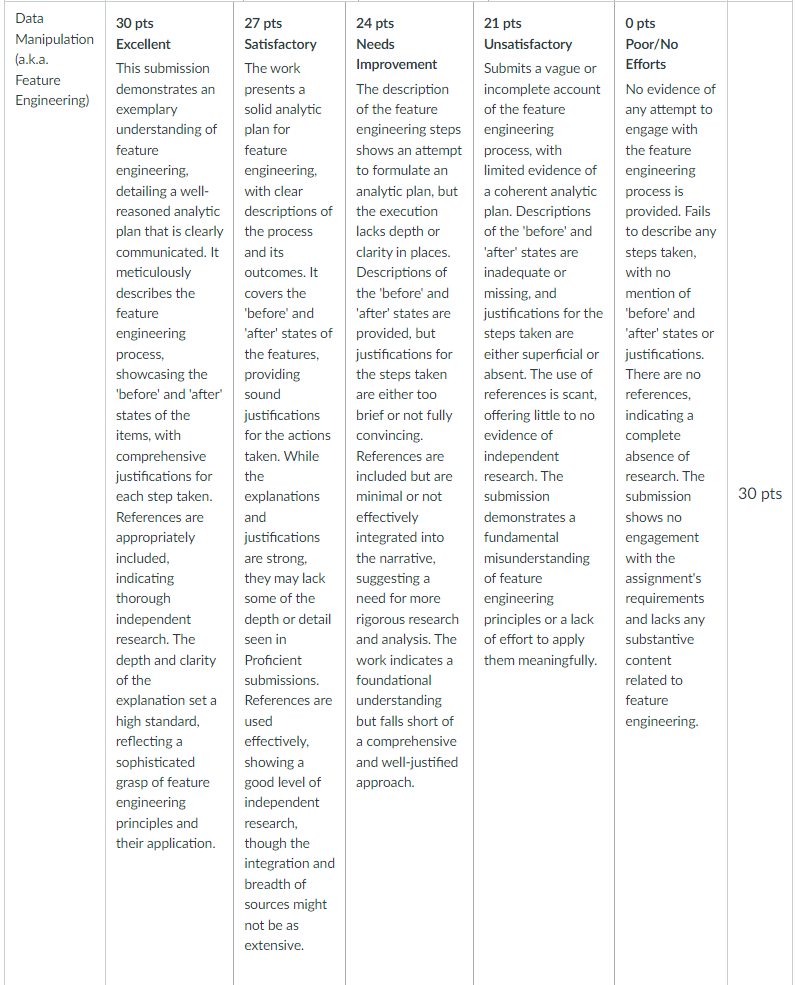 Data
Manipulation
(a.k.a.
Feature
Engineering)
30 pts
Excellent
This submission
demonstrates an
exemplary
understanding of
feature
engineering,
detailing a well-
reasoned analytic
plan that is clearly
communicated. It
meticulously
describes the
feature
engineering
process,
showcasing the
'before' and 'after'
states of the
items, with
comprehensive
justifications for
each step taken.
References are
appropriately
included,
indicating
thorough
independent
research. The
depth and clarity
of the
explanation set a
high standard,
reflecting a
sophisticated
grasp of feature
engineering
principles and
their application.
27 pts
Satisfactory
The work
presents a
solid analytic
plan for
feature
engineering,
with clear
descriptions of
the process
and its
outcomes. It
covers the
'before' and
'after' states of
the features,
providing
sound
justifications
for the actions
taken. While
the
explanations
and
justifications
are strong,
they may lack
some of the
depth or detail
seen in
Proficient
submissions.
References are
used
effectively,
showing a
good level of
independent
research,
though the
integration and
breadth of
sources might
not be as
extensive.
24 pts
Needs
Improvement
The description
of the feature
engineering steps
shows an attempt
to formulate an
analytic plan, but
the execution
lacks depth or
clarity in places.
Descriptions of
the 'before' and
'after' states are
provided, but
justifications for
the steps taken
are either too
brief or not fully
convincing.
References are
included but are
minimal or not
effectively
integrated into
the narrative,
suggesting a
need for more
rigorous research
and analysis. The
work indicates a
foundational
understanding
but falls short of
a comprehensive
and well-justified
approach.
21 pts
Unsatisfactory
Submits a vague or
incomplete account
of the feature
engineering
process, with
limited evidence of
a coherent analytic
plan. Descriptions
of the 'before' and
'after' states are
inadequate or
missing, and
justifications for the
steps taken are
either superficial or
absent. The use of
references is scant,
offering little to no
evidence of
independent
research. The
submission
demonstrates a
fundamental
misunderstanding
of feature
engineering
principles or a lack
of effort to apply
them meaningfully.
0 pts
Poor/No
Efforts
No evidence of
any attempt to
engage with
the feature
engineering
process is
provided. Fails
to describe any
steps taken,
with no
mention of
'before' and
'after' states or
justifications.
There are no
references,
indicating a
complete
absence of
research. The
submission
shows no
engagement
with the
assignment's
requirements
and lacks any
substantive
content
related to
feature
engineering.
30 pts